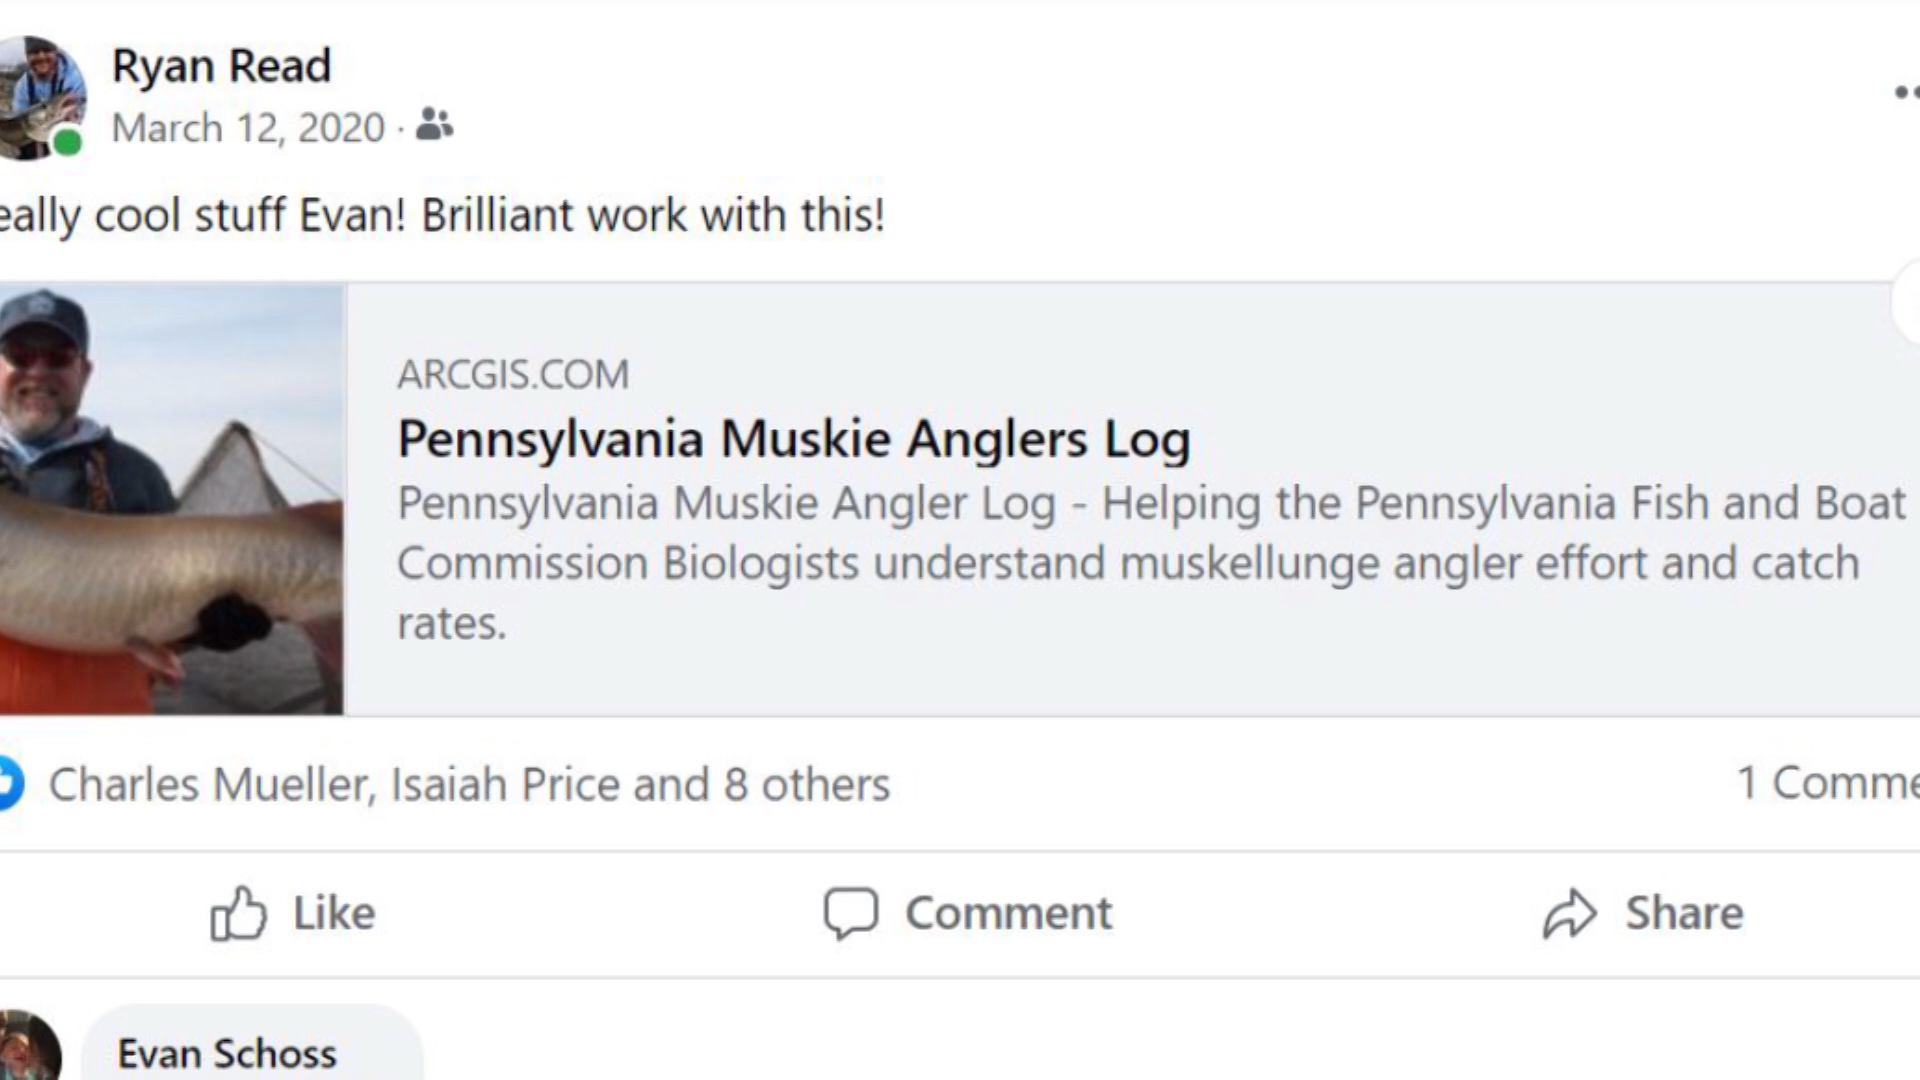 Ryan Read
March 12, 2020 ·
eally cool stuff Evan! Brilliant work with this!
ARCGIS.COM
Pennsylvania Muskie Anglers Log
Pennsylvania Muskie Angler Log - Helping the Pennsylvania Fish and Boat
Commission Biologists understand muskellunge angler effort and catch
rates.
Charles Mueller, Isaiah Price and 8 others
1 Comme
Like
Comment
Share
Evan Schoss